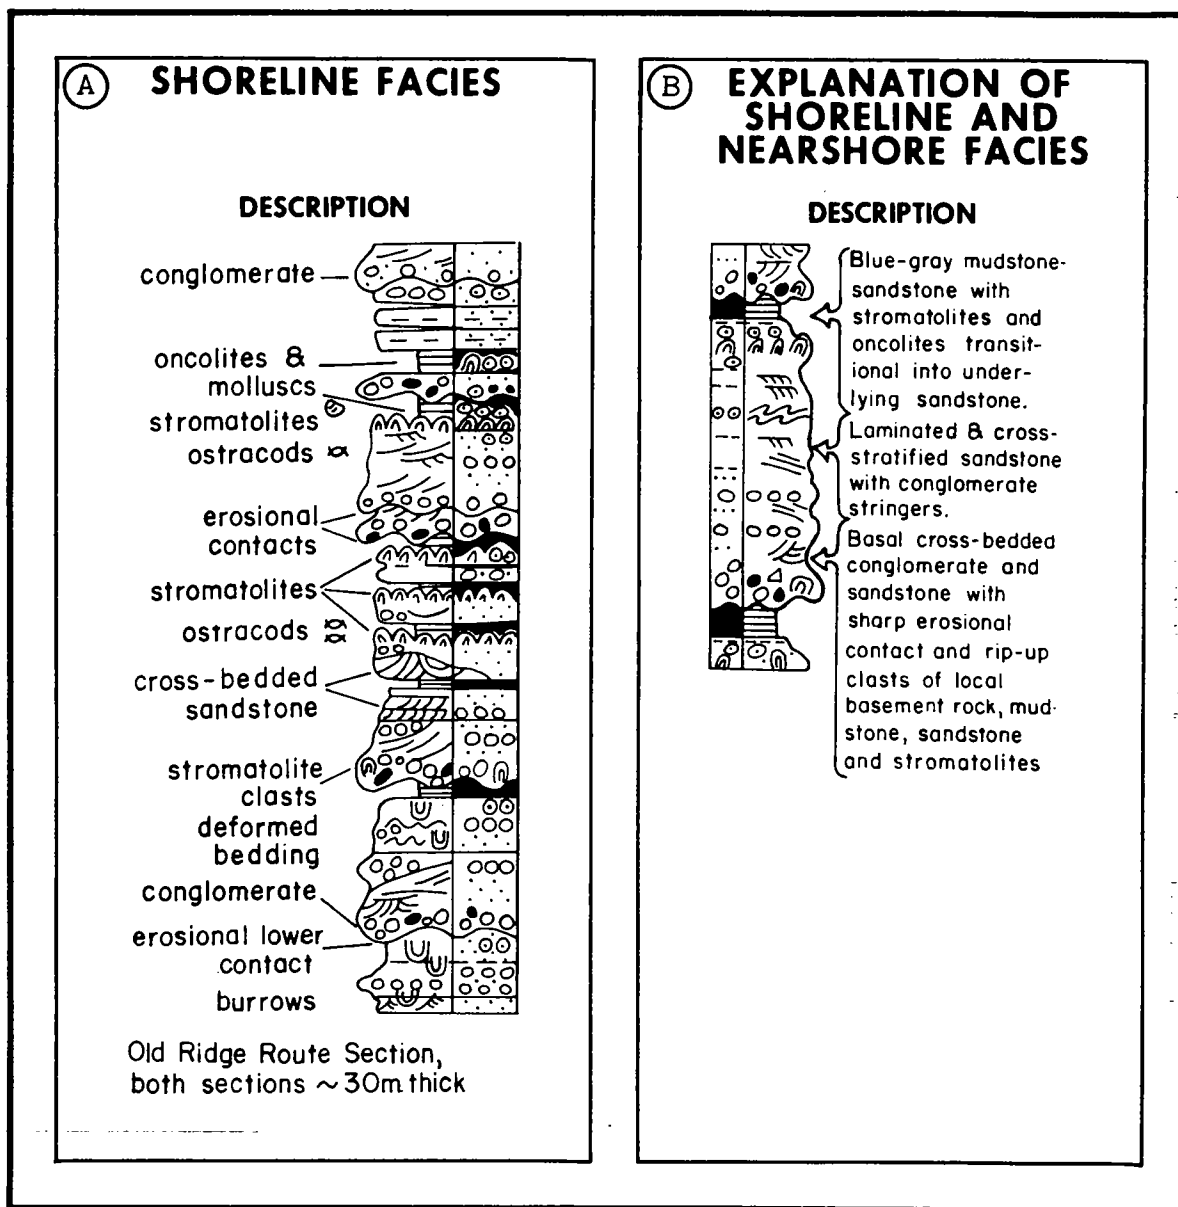 A
SHORELINE FACIES
DESCRIPTION
conglomerate
oncolites &
molluscs
stromatolites
ostracods
erosional
contacts
stromatolites
ostracods
cross-bedded
sandstone
stromatolite
clasts
deformed
bedding
conglomerate
erosional lower
contact
burrows
Old Ridge Route Section,
both sections ~30m thick
B
EXPLANATION OF
SHORELINE AND
NEARSHORE FACIES
DESCRIPTION
Blue-gray mudstone-
sandstone with
stromatolites and
oncolites transit-
ional into under-
lying sandstone.
Laminated & cross-
stratified sandstone
with conglomerate
stringers.
Basal cross-bedded
conglomerate and
sandstone with
sharp erosional
contact and rip-up
clasts of local
basement rock, mud-
stone, sandstone
and stromatolites